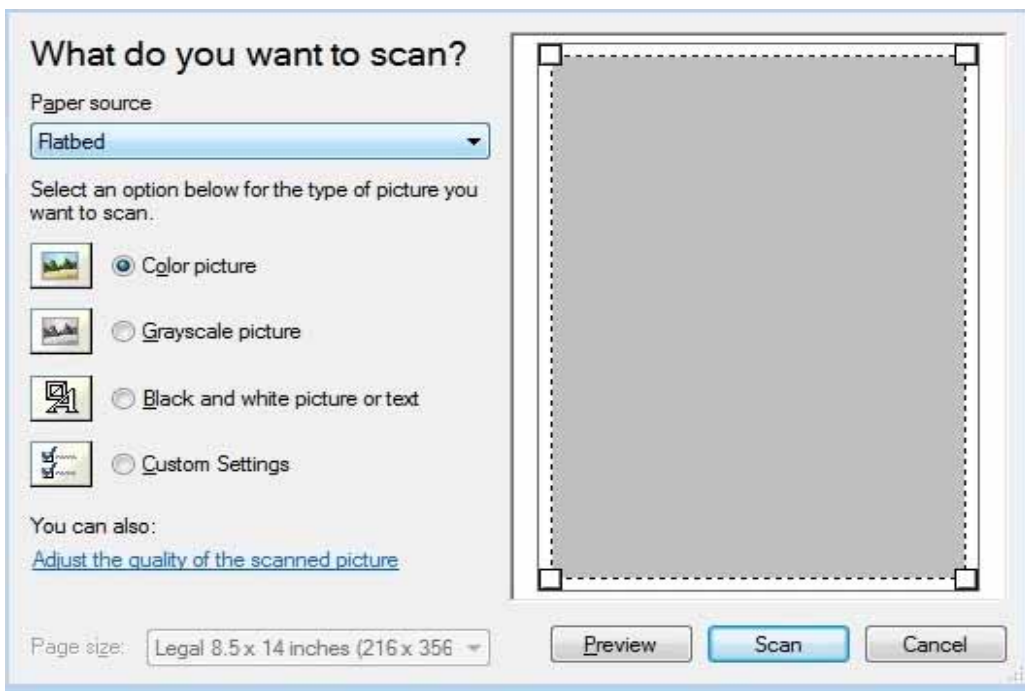 What do you want to scan?
Paper source
Flatbed
Select an option below for the type of picture you
want to scan.
Color picture
Grayscale picture
Black and white picture or text
Custom Settings
You can also:
Adjust the quality of the scanned picture
Page size: Legal 8.5 x 14 inches (216 x 356
Preview Scan Cancel